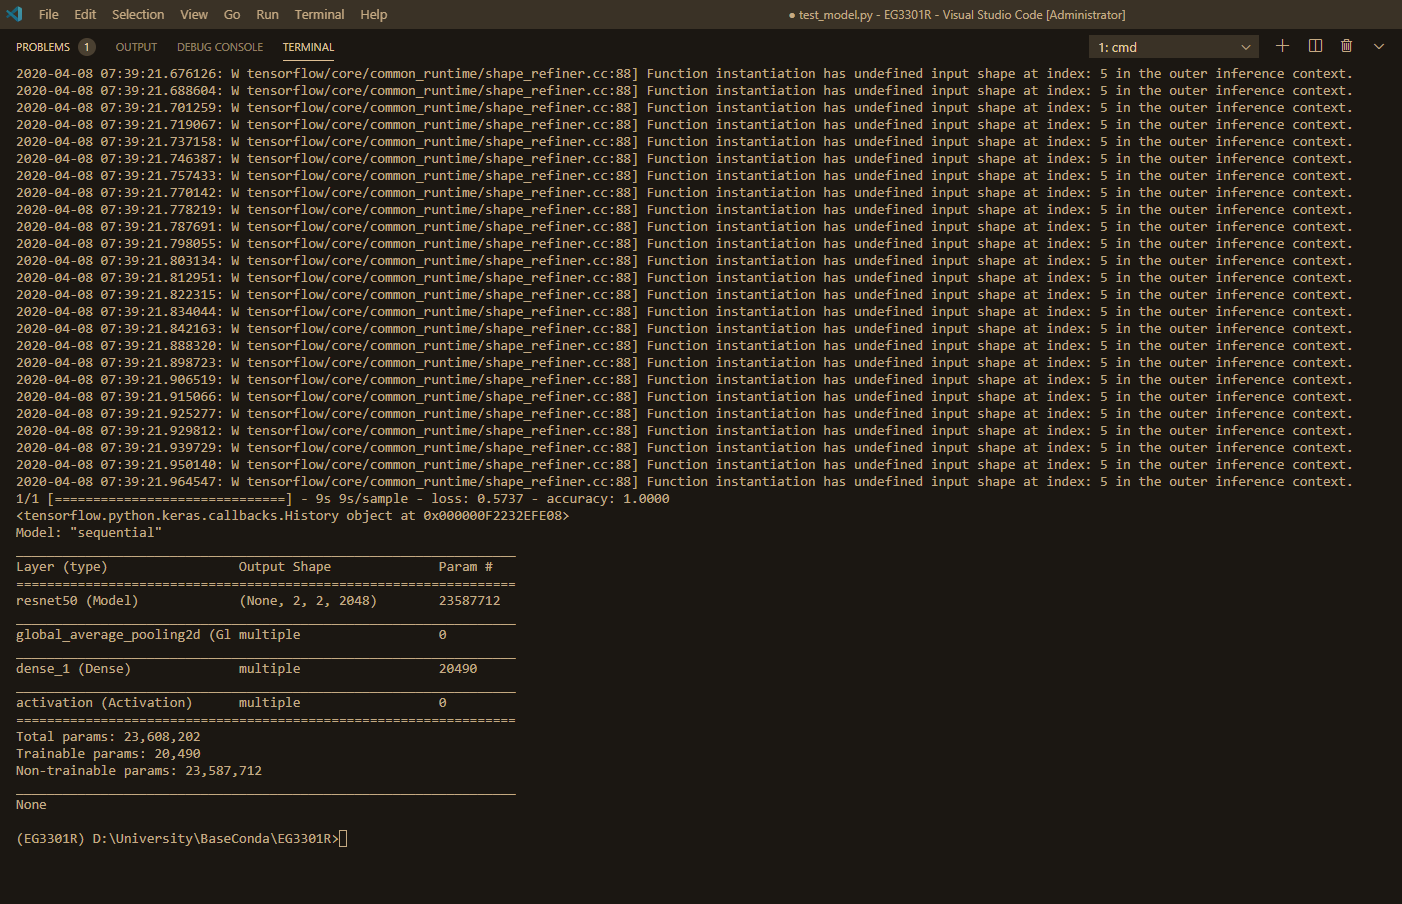 File Edit Selection View Go Run Terminal Help
● test_model.py - EG3301R - Visual Studio Code [Administrator]
PROBLEMS 1 OUTPUT DEBUG CONSOLE TERMINAL 1: cmd
2020-04-08 07:39:21.676126: W tensorflow/core/common_runtime/shape_refiner.cc:88] Function instantiation has undefined input shape at index: 5 in the outer inference context.
2020-04-08 07:39:21.688604: W tensorflow/core/common_runtime/shape_refiner.cc:88] Function instantiation has undefined input shape at index: 5 in the outer inference context.
2020-04-08 07:39:21.701259: W tensorflow/core/common_runtime/shape_refiner.cc:88] Function instantiation has undefined input shape at index: 5 in the outer inference context.
2020-04-08 07:39:21.719067: W tensorflow/core/common_runtime/shape_refiner.cc:88] Function instantiation has undefined input shape at index: 5 in the outer inference context.
2020-04-08 07:39:21.737158: W tensorflow/core/common_runtime/shape_refiner.cc:88] Function instantiation has undefined input shape at index: 5 in the outer inference context.
2020-04-08 07:39:21.746387: W tensorflow/core/common_runtime/shape_refiner.cc:88] Function instantiation has undefined input shape at index: 5 in the outer inference context.
2020-04-08 07:39:21.757433: W tensorflow/core/common_runtime/shape_refiner.cc:88] Function instantiation has undefined input shape at index: 5 in the outer inference context.
2020-04-08 07:39:21.770142: W tensorflow/core/common_runtime/shape_refiner.cc:88] Function instantiation has undefined input shape at index: 5 in the outer inference context.
2020-04-08 07:39:21.778219: W tensorflow/core/common_runtime/shape_refiner.cc:88] Function instantiation has undefined input shape at index: 5 in the outer inference context.
2020-04-08 07:39:21.787691: W tensorflow/core/common_runtime/shape_refiner.cc:88] Function instantiation has undefined input shape at index: 5 in the outer inference context.
2020-04-08 07:39:21.798055: W tensorflow/core/common_runtime/shape_refiner.cc:88] Function instantiation has undefined input shape at index: 5 in the outer inference context.
2020-04-08 07:39:21.803134: W tensorflow/core/common_runtime/shape_refiner.cc:88] Function instantiation has undefined input shape at index: 5 in the outer inference context.
2020-04-08 07:39:21.812951: W tensorflow/core/common_runtime/shape_refiner.cc:88] Function instantiation has undefined input shape at index: 5 in the outer inference context.
2020-04-08 07:39:21.822315: W tensorflow/core/common_runtime/shape_refiner.cc:88] Function instantiation has undefined input shape at index: 5 in the outer inference context.
2020-04-08 07:39:21.834044: W tensorflow/core/common_runtime/shape_refiner.cc:88] Function instantiation has undefined input shape at index: 5 in the outer inference context.
2020-04-08 07:39:21.842163: W tensorflow/core/common_runtime/shape_refiner.cc:88] Function instantiation has undefined input shape at index: 5 in the outer inference context.
2020-04-08 07:39:21.888320: W tensorflow/core/common_runtime/shape_refiner.cc:88] Function instantiation has undefined input shape at index: 5 in the outer inference context.
2020-04-08 07:39:21.898723: W tensorflow/core/common_runtime/shape_refiner.cc:88] Function instantiation has undefined input shape at index: 5 in the outer inference context.
2020-04-08 07:39:21.906519: W tensorflow/core/common_runtime/shape_refiner.cc:88] Function instantiation has undefined input shape at index: 5 in the outer inference context.
2020-04-08 07:39:21.915066: W tensorflow/core/common_runtime/shape_refiner.cc:88] Function instantiation has undefined input shape at index: 5 in the outer inference context.
2020-04-08 07:39:21.925277: W tensorflow/core/common_runtime/shape_refiner.cc:88] Function instantiation has undefined input shape at index: 5 in the outer inference context.
2020-04-08 07:39:21.929812: W tensorflow/core/common_runtime/shape_refiner.cc:88] Function instantiation has undefined input shape at index: 5 in the outer inference context.
2020-04-08 07:39:21.939729: W tensorflow/core/common_runtime/shape_refiner.cc:88] Function instantiation has undefined input shape at index: 5 in the outer inference context.
2020-04-08 07:39:21.950140: W tensorflow/core/common_runtime/shape_refiner.cc:88] Function instantiation has undefined input shape at index: 5 in the outer inference context.
2020-04-08 07:39:21.964547: W tensorflow/core/common_runtime/shape_refiner.cc:88] Function instantiation has undefined input shape at index: 5 in the outer inference context.
1/1 [==============================] - 9s 9s/sample - loss: 0.5737 - accuracy: 1.0000
<tensorflow.python.keras.callbacks.History object at 0x000000F2232EFE08>
Model: "sequential"
_________________________________________________________________
Layer (type)                 Output Shape              Param #
=================================================================
resnet50 (Model)             (None, 2, 2, 2048)        23587712
_________________________________________________________________
global_average_pooling2d (Gl multiple                  0
_________________________________________________________________
dense_1 (Dense)              multiple                  20490
_________________________________________________________________
activation (Activation)      multiple                  0
=================================================================
Total params: 23,608,202
Trainable params: 20,490
Non-trainable params: 23,587,712
_________________________________________________________________
None
(EG3301R) D:\University\BaseConda\EG3301R>